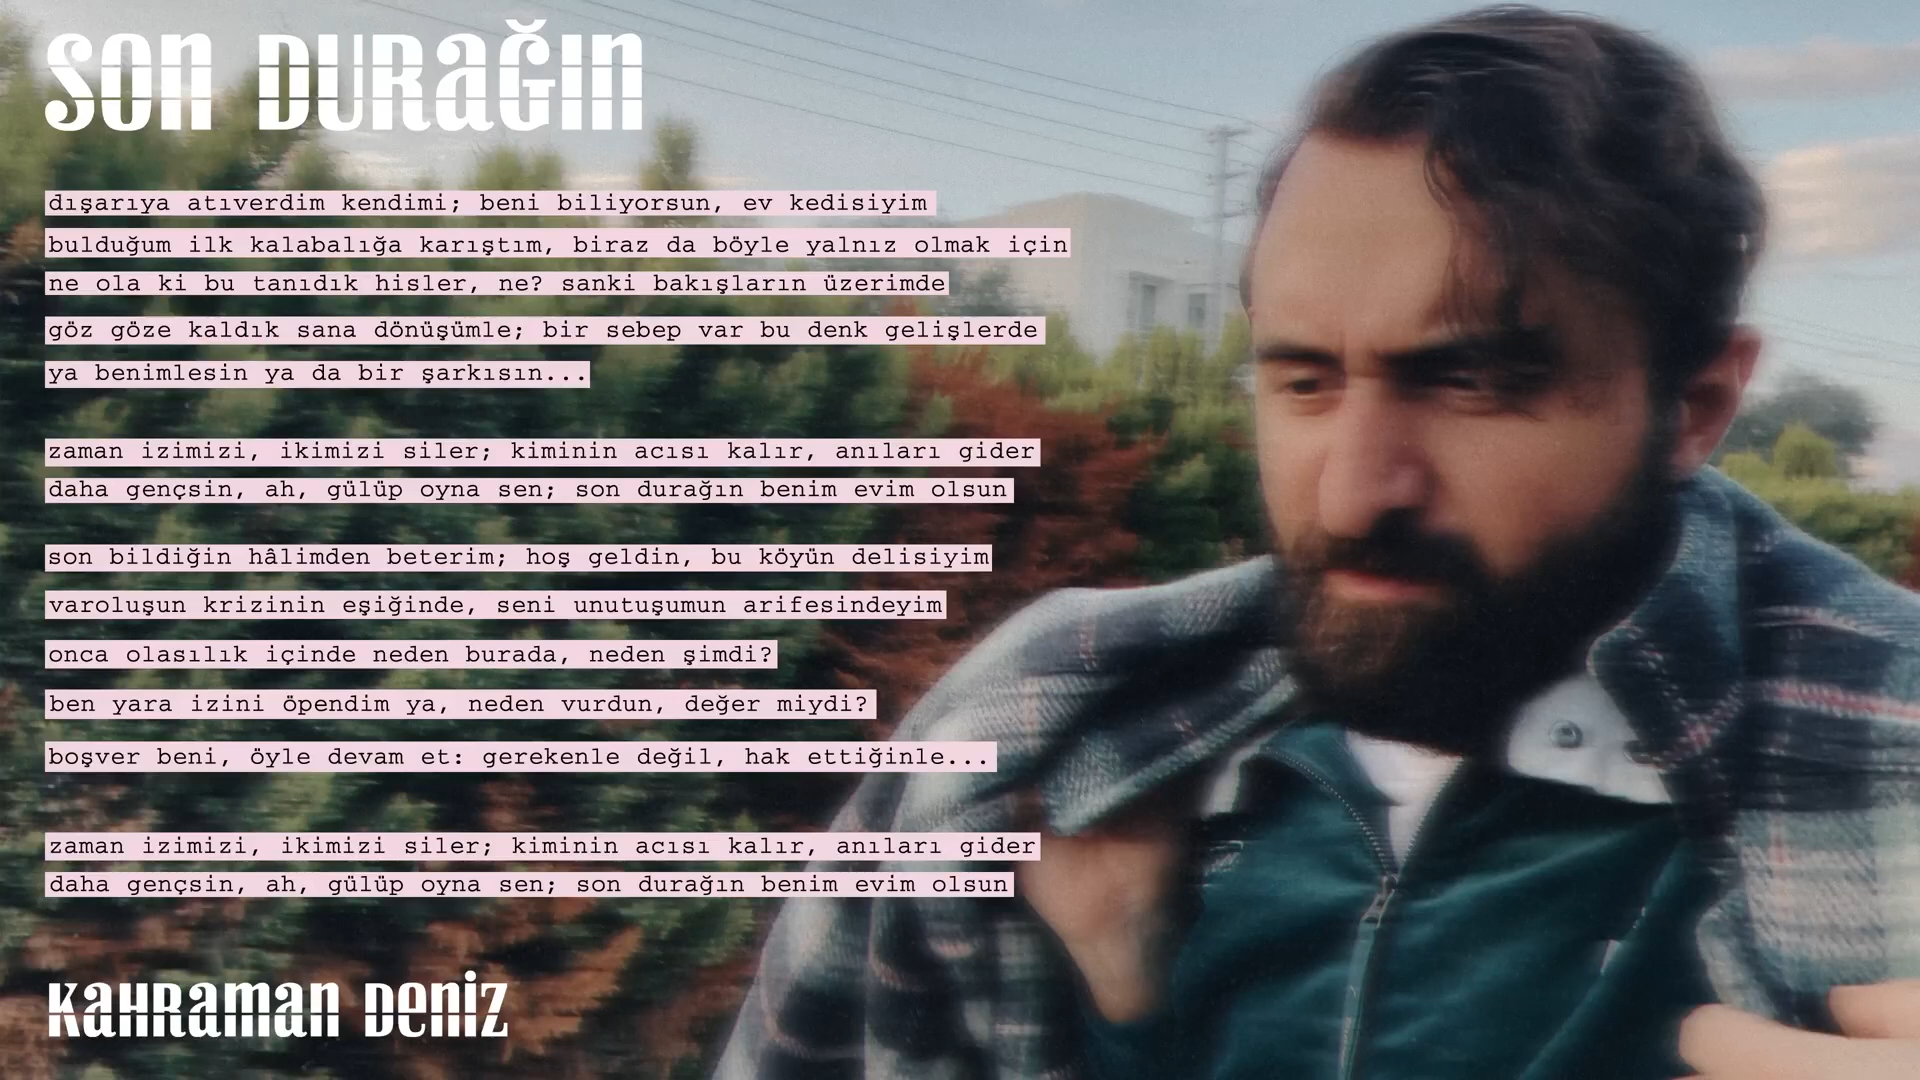 SON DURAĞIN
dışarıya atıverdim kendimi; beni biliyorsun, ev kedisiyim
bulduğum ilk kalabalığa karıştım, biraz da böyle yalnız olmak için
ne ola ki bu tanıdık hisler, ne? sanki bakışların üzerimde
göz göze kaldık sana dönüşümle; bir sebep var bu denk gelişlerde
ya benimlesin ya da bir şarkısın...
zaman izimizi, ikimizi siler; kiminin acısı kalır, anıları gider
daha gençsin, ah, gülüp oyna sen; son durağın benim evim olsun
son bildiğin hâlimden beterim; hoş geldin, bu köyün delisiyim
varoluşun krizinin eşiğinde, seni unutuşumun arifesindeyim
onca olasılık içinde neden burada, neden şimdi?
ben yara izini öpendim ya, neden vurdun, değer miydi?
boşver beni, öyle devam et: gerekenle değil, hak ettiğinle...
zaman izimizi, ikimizi siler; kiminin acısı kalır, anıları gider
daha gençsin, ah, gülüp oyna sen; son durağın benim evim olsun
KAHRAMAN DENİZ